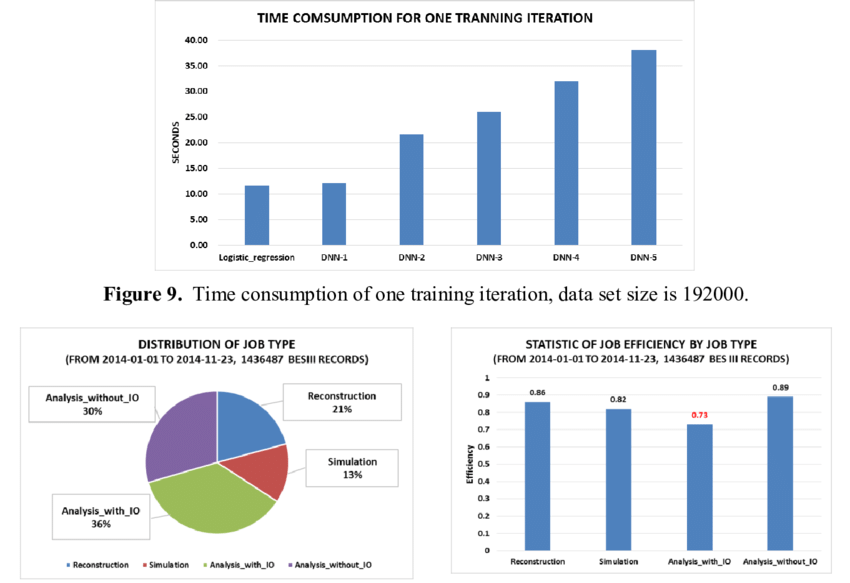 TIME COMSUMPTION FOR ONE TRANNING ITERATION
40.00
35.00
30.00
25.00
20.00
15.00
10.00
5.00
0.00
SECONDS
Logistic_regression DNN-1 DNN-2 DNN-3 DNN-4 DNN-5
Figure 9. Time consumption of one training iteration, data set size is 192000.
DISTRIBUTION OF JOB TYPE
(FROM 2014-01-01 TO 2014-11-23, 1436487 BESIII RECORDS)
Analysis_without_IO
30%
Reconstruction
21%
Simulation
13%
Analysis_with_IO
36%
Reconstruction Simulation Analysis_with_IO Analysis_without_IO
STATISTIC OF JOB EFFICIENCY BY JOB TYPE
(FROM 2014-01-01 TO 2014-11-23, 1436487 BES III RECORDS)
1
0.9
0.8
0.7
0.6
0.5
0.4
0.3
0.2
0.1
0
Efficiency
0.86 0.82 0.73 0.89
Reconstruction Simulation Analysis_with_IO Analysis_without_IO